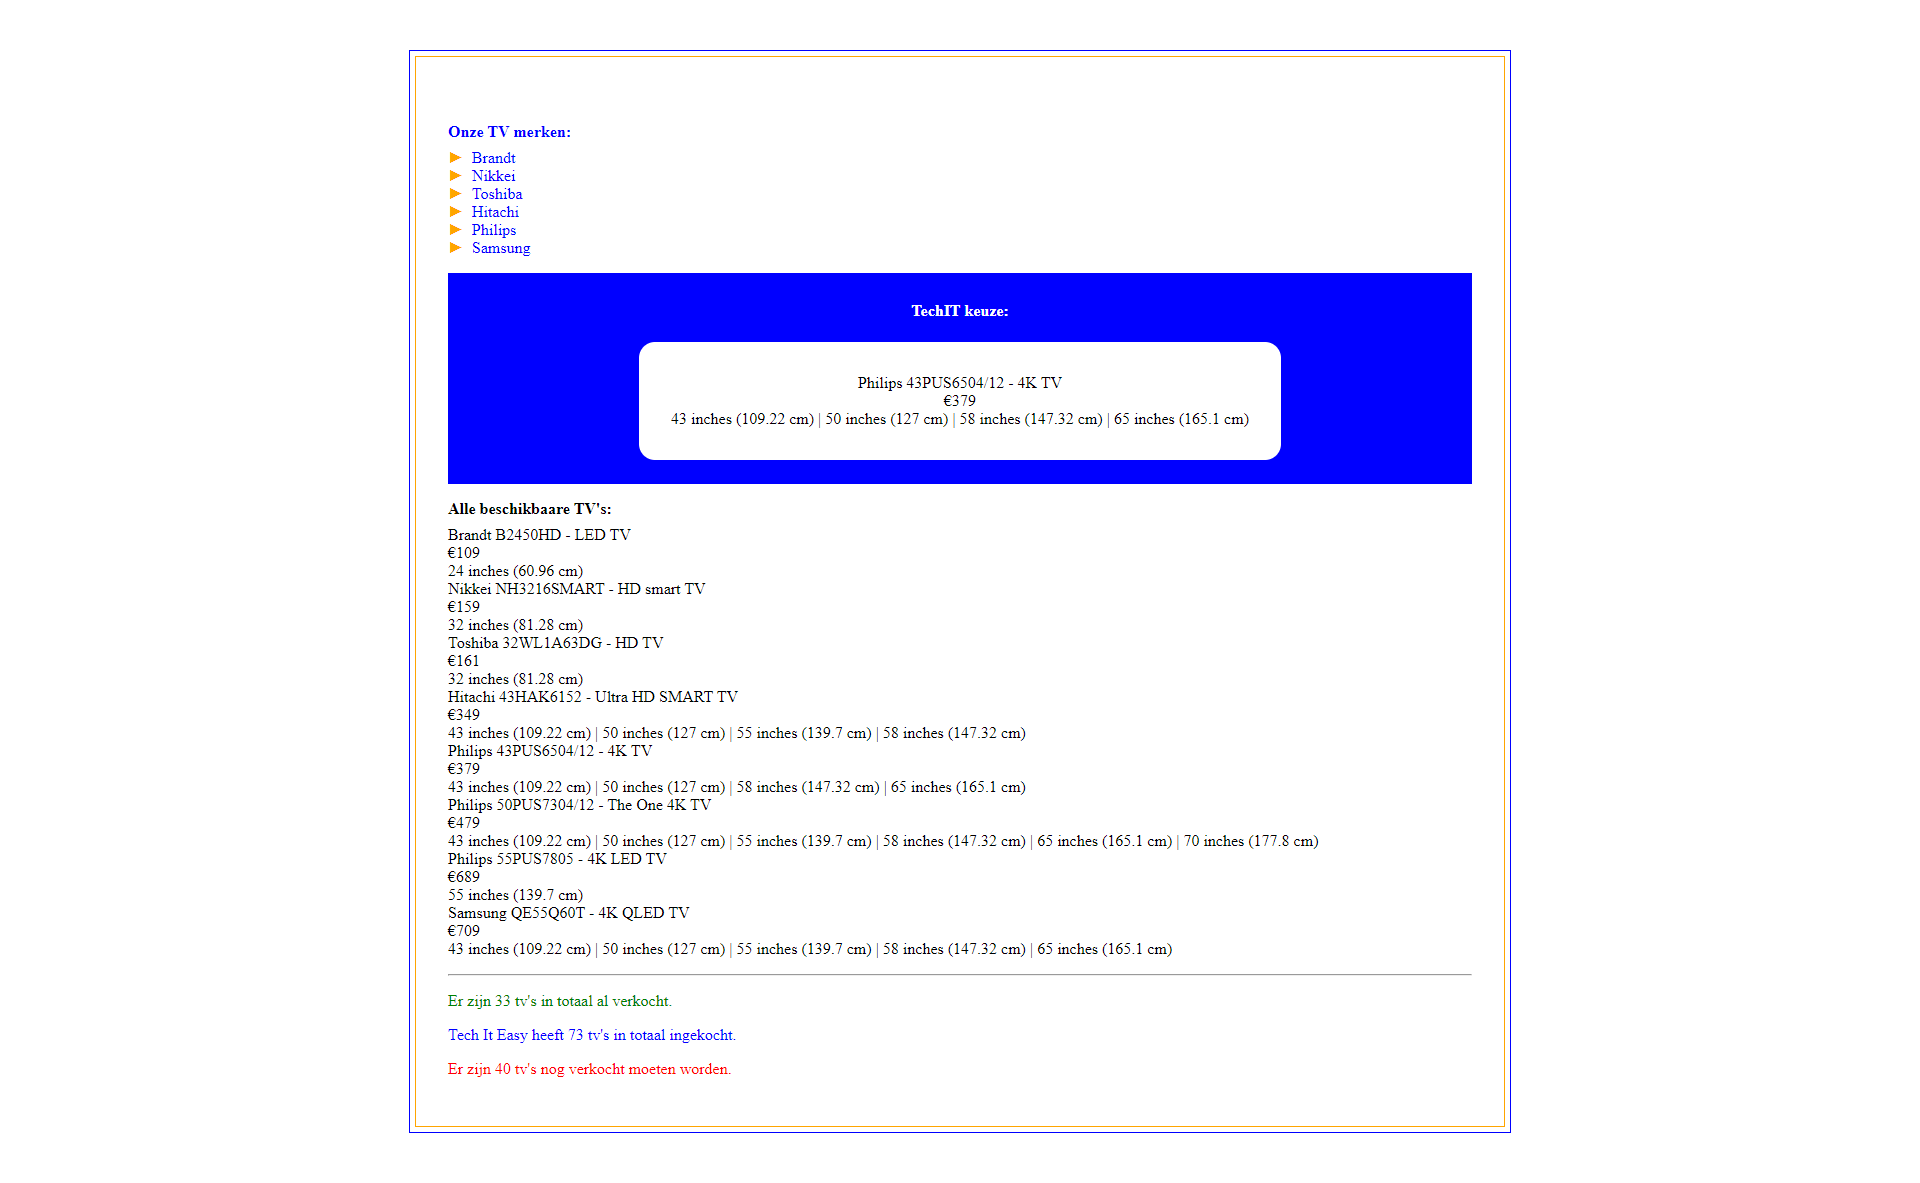 Onze TV merken:
► Brandt
► Nikkei
► Toshiba
► Hitachi
► Philips
► Samsung
TechIT keuze:
Philips 43PUS6504/12 - 4K TV
€379
43 inches (109.22 cm) | 50 inches (127 cm) | 58 inches (147.32 cm) | 65 inches (165.1 cm)
Alle beschikbaare TV's:
Brandt B2450HD - LED TV
€109
24 inches (60.96 cm)
Nikkei NH3216SMART - HD smart TV
€159
32 inches (81.28 cm)
Toshiba 32WL1A63DG - HD TV
€161
32 inches (81.28 cm)
Hitachi 43HAK6152 - Ultra HD SMART TV
€349
43 inches (109.22 cm) | 50 inches (127 cm) | 55 inches (139.7 cm) | 58 inches (147.32 cm)
Philips 43PUS6504/12 - 4K TV
€379
43 inches (109.22 cm) | 50 inches (127 cm) | 58 inches (147.32 cm) | 65 inches (165.1 cm)
Philips 50PUS7304/12 - The One 4K TV
€479
43 inches (109.22 cm) | 50 inches (127 cm) | 55 inches (139.7 cm) | 58 inches (147.32 cm) | 65 inches (165.1 cm) | 70 inches (177.8 cm)
Philips 55PUS7805 - 4K LED TV
€689
55 inches (139.7 cm)
Samsung QE55Q60T - 4K QLED TV
€709
43 inches (109.22 cm) | 50 inches (127 cm) | 55 inches (139.7 cm) | 58 inches (147.32 cm) | 65 inches (165.1 cm)
Er zijn 33 tv's in totaal al verkocht.
Tech It Easy heeft 73 tv's in totaal ingekocht.
Er zijn 40 tv's nog verkocht moeten worden.